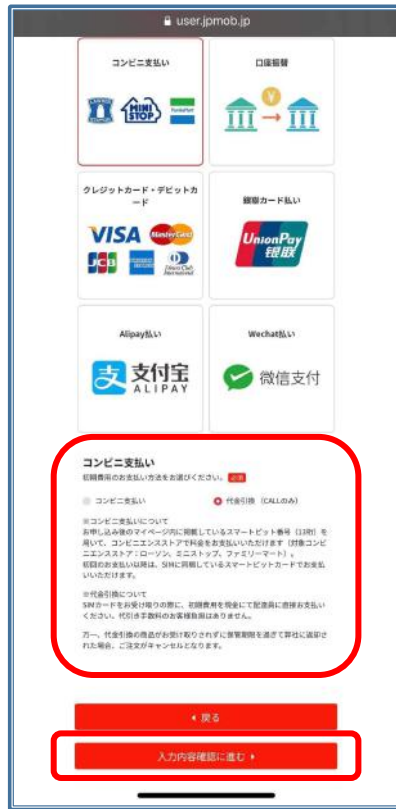 user.jpmob.jp
コンビニ支払い
口座振替
LAWSON
MINI
STOP
FamilyMart
¥
クレジットカード・デビットカ
ード
銀聯カード払い
VISA MasterCard
JCB AMERICAN EXPRESS Diners Club International
UnionPay
银联
Alipay払い
Wechat払い
支 支付宝
ALIPAY
微信支付
コンビニ支払い
初期費用のお支払い方法をお選びください。 必須
コンビニ支払い
代金引換 (CALLのみ)
※コンビニ支払いについて
お申し込み後のマイページ内に掲載しているスマートピット番号(13桁)を
用いて、コンビニエンスストアで料金をお支払いいただけます(対象コンビ
ニエンスストア:ローソン、ミニストップ、ファミリーマート)。
初回のお支払い以降は、SIMに同梱しているスマートピットカードでお支払
いいただけます。
※代金引換について
SIMカードをお受け取りの際に、初期費用を現金にて配達員に直接お支払い
ください。代引き手数料のお客様負担はありません。
万一、代金引換の商品がお受け取りされずに保管期限を過ぎて弊社に返却さ
れた場合、ご注文がキャンセルとなります。
戻る
入力内容確認に進む